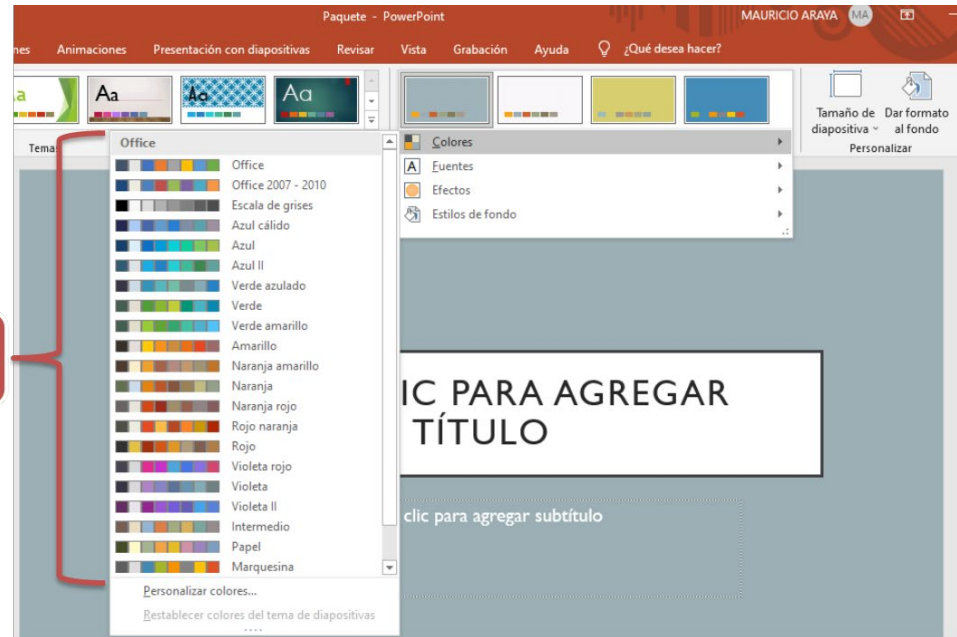 Paquete - PowerPoint
MAURICIO ARAYA MA
nes Animaciones Presentación con diapositivas Revisar Vista Grabación Ayuda ¿Qué desea hacer?
a Aa Aa Aa
Tamaño de diapositiva
Dar formato al fondo
Personalizar
Temas
Colores
Fuentes
Efectos
Estilos de fondo
Office
Office
Office 2007 - 2010
Escala de grises
Azul cálido
Azul
Azul II
Verde azulado
Verde
Verde amarillo
Amarillo
Naranja amarillo
Naranja
Naranja rojo
Rojo naranja
Rojo
Violeta rojo
Violeta
Violeta II
Intermedio
Papel
Marquesina
Personalizar colores...
Restablecer colores del tema de diapositivas
IC PARA AGREGAR
TÍTULO
clic para agregar subtítulo